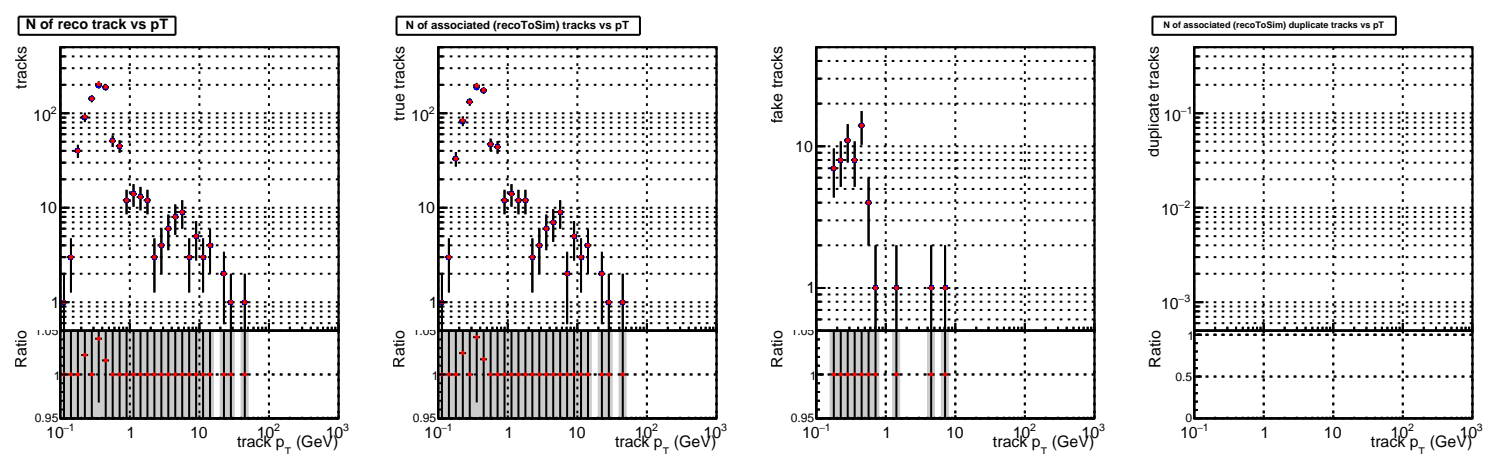 N of reco track vs pT
N of associated (recoToSim) tracks vs pT
N of associated (recoToSim) duplicate tracks vs pT
tracks
10²
10
1
Ratio
1.05
1
0.95
10⁻¹ 1 10 10² 10³
track p_T (GeV)
true tracks
10²
10
1
Ratio
1.05
1
0.95
10⁻¹ 1 10 10² 10³
track p_T (GeV)
fake tracks
10
1
Ratio
1.05
1
0.95
10⁻¹ 1 10 10² 10³
track p_T (GeV)
duplicate tracks
10⁻¹
10⁻²
10⁻³
Ratio
1
0.5
0
10⁻¹ 1 10 10² 10³
track p_T (GeV)